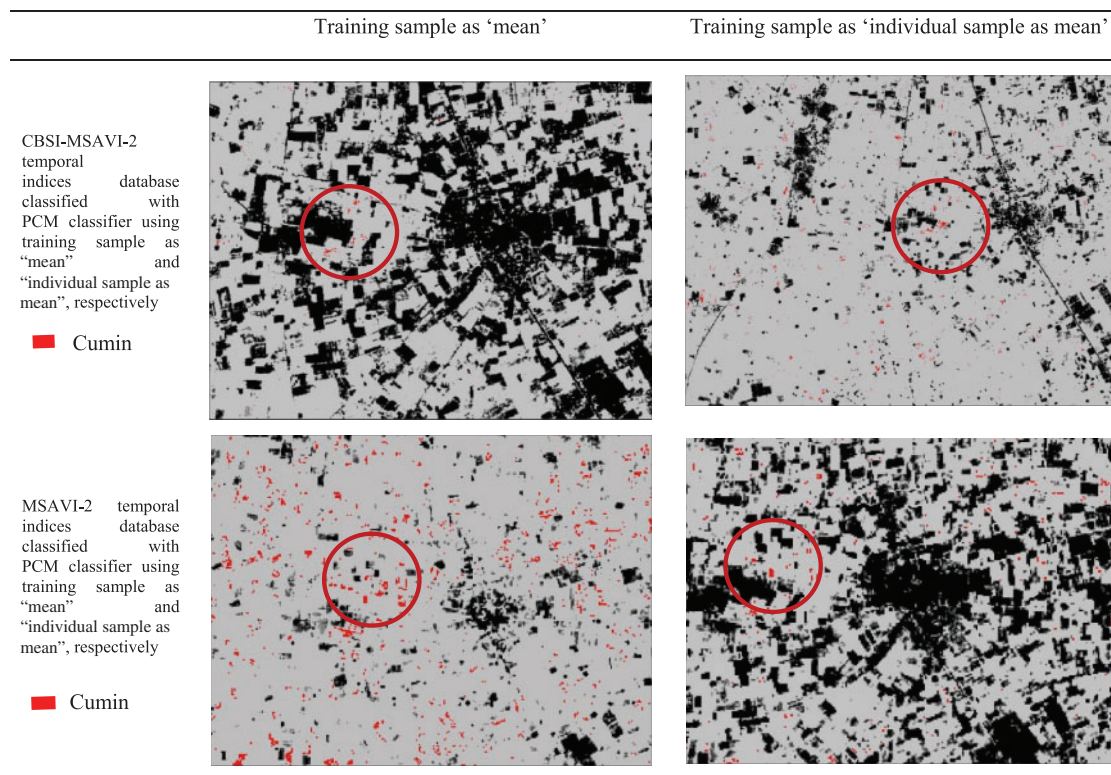 Training sample as ‘mean’
Training sample as ‘individual sample as mean’
CBSI-MSAVI-2
temporal
indices database
classified with
PCM classifier using
training sample as
“mean” and
“individual sample as
mean”, respectively
Cumin
MSAVI-2 temporal
indices database
classified with
PCM classifier using
training sample as
“mean” and
“individual sample as
mean”, respectively
Cumin